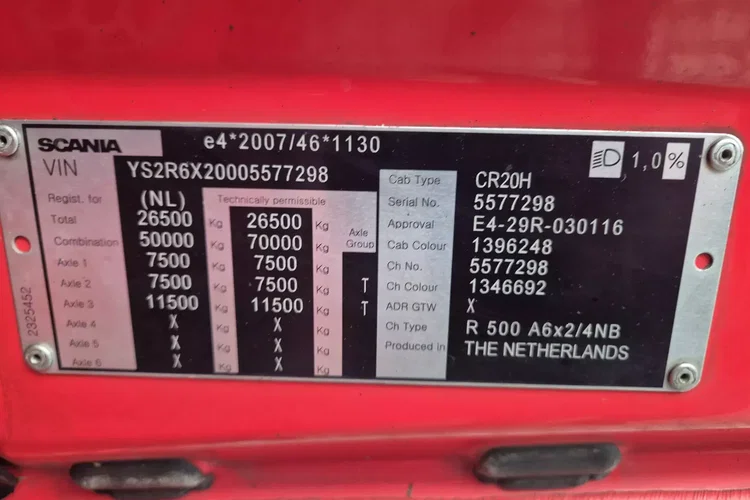 SCANIA e4*2007/46*1130 1,0%
VIN YS2R6X20005577298
Regist. for (NL) Technically permissible
Total 26500 Kg 26500 Kg
Combination 50000 Kg 70000 Kg Axle Group
Axle 1 7500 Kg 7500 Kg
Axle 2 7500 Kg 7500 Kg T
Axle 3 11500 Kg 11500 Kg T
Axle 4 X Kg X Kg
Axle 5 X Kg X Kg
Axle 6 X Kg X Kg
Cab Type CR20H
Serial No. 5577298
Approval E4-29R-030116
Cab Colour 1396248
Ch No. 5577298
Ch Colour 1346692
ADR GTW X
Ch Type R 500 A6x2/4NB
Produced in THE NETHERLANDS
2325452